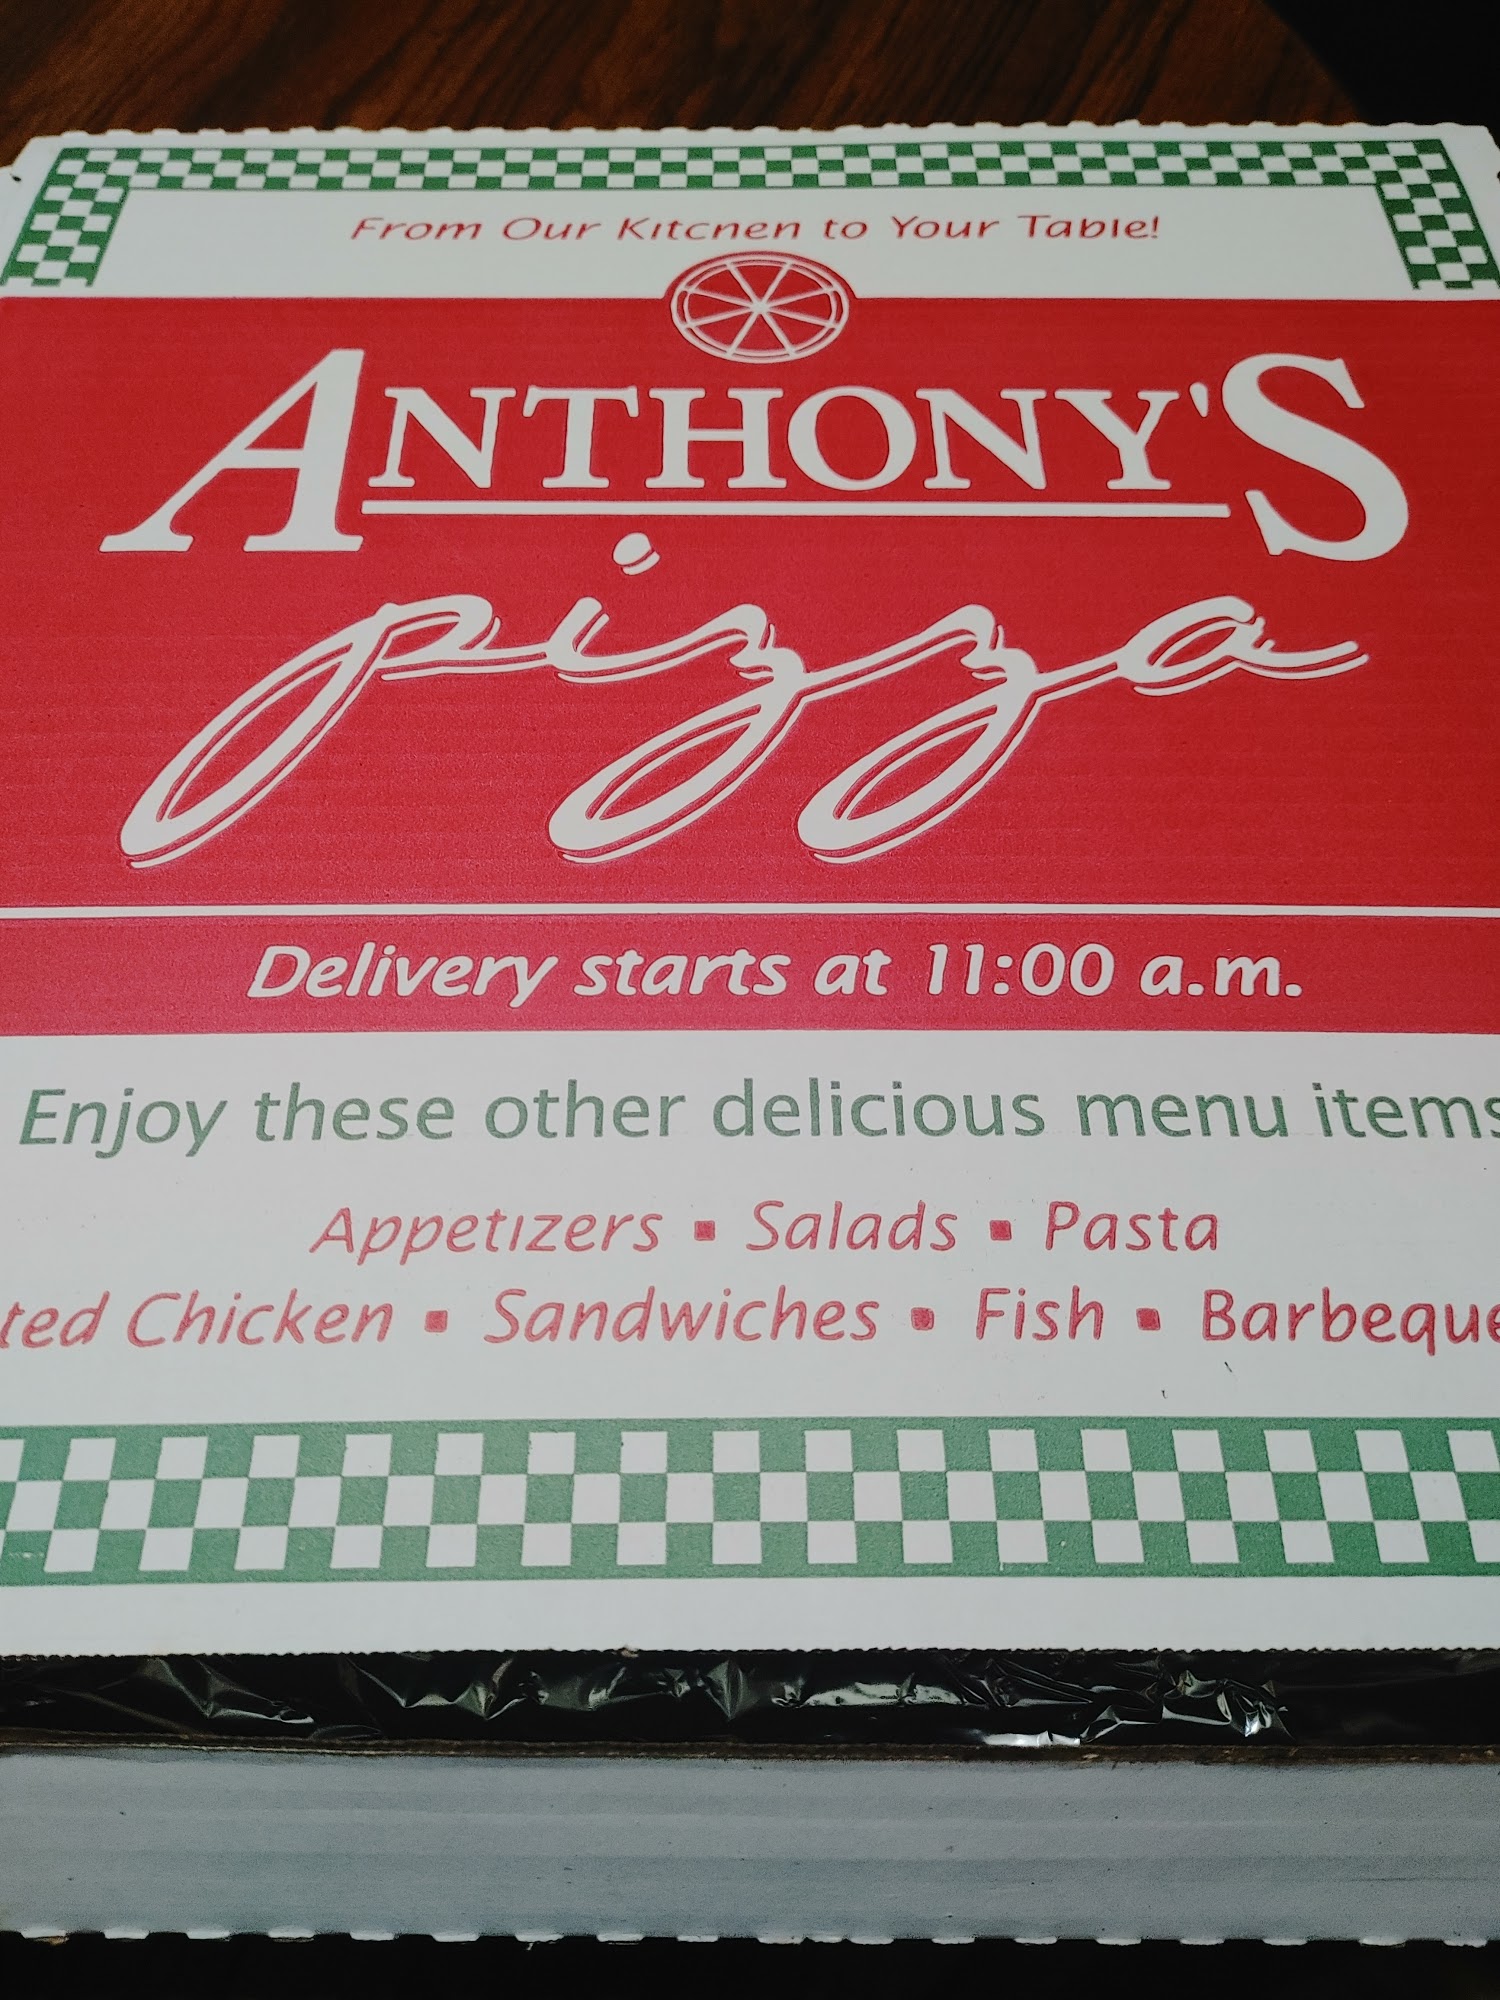 From Our Kitchen to Your Table!
ANTHONY'S
pizza
Delivery starts at 11:00 a.m.
Enjoy these other delicious menu items
Appetizers ▪ Salads ▪ Pasta
Chicken ▪ Sandwiches ▪ Fish ▪ Barbeque